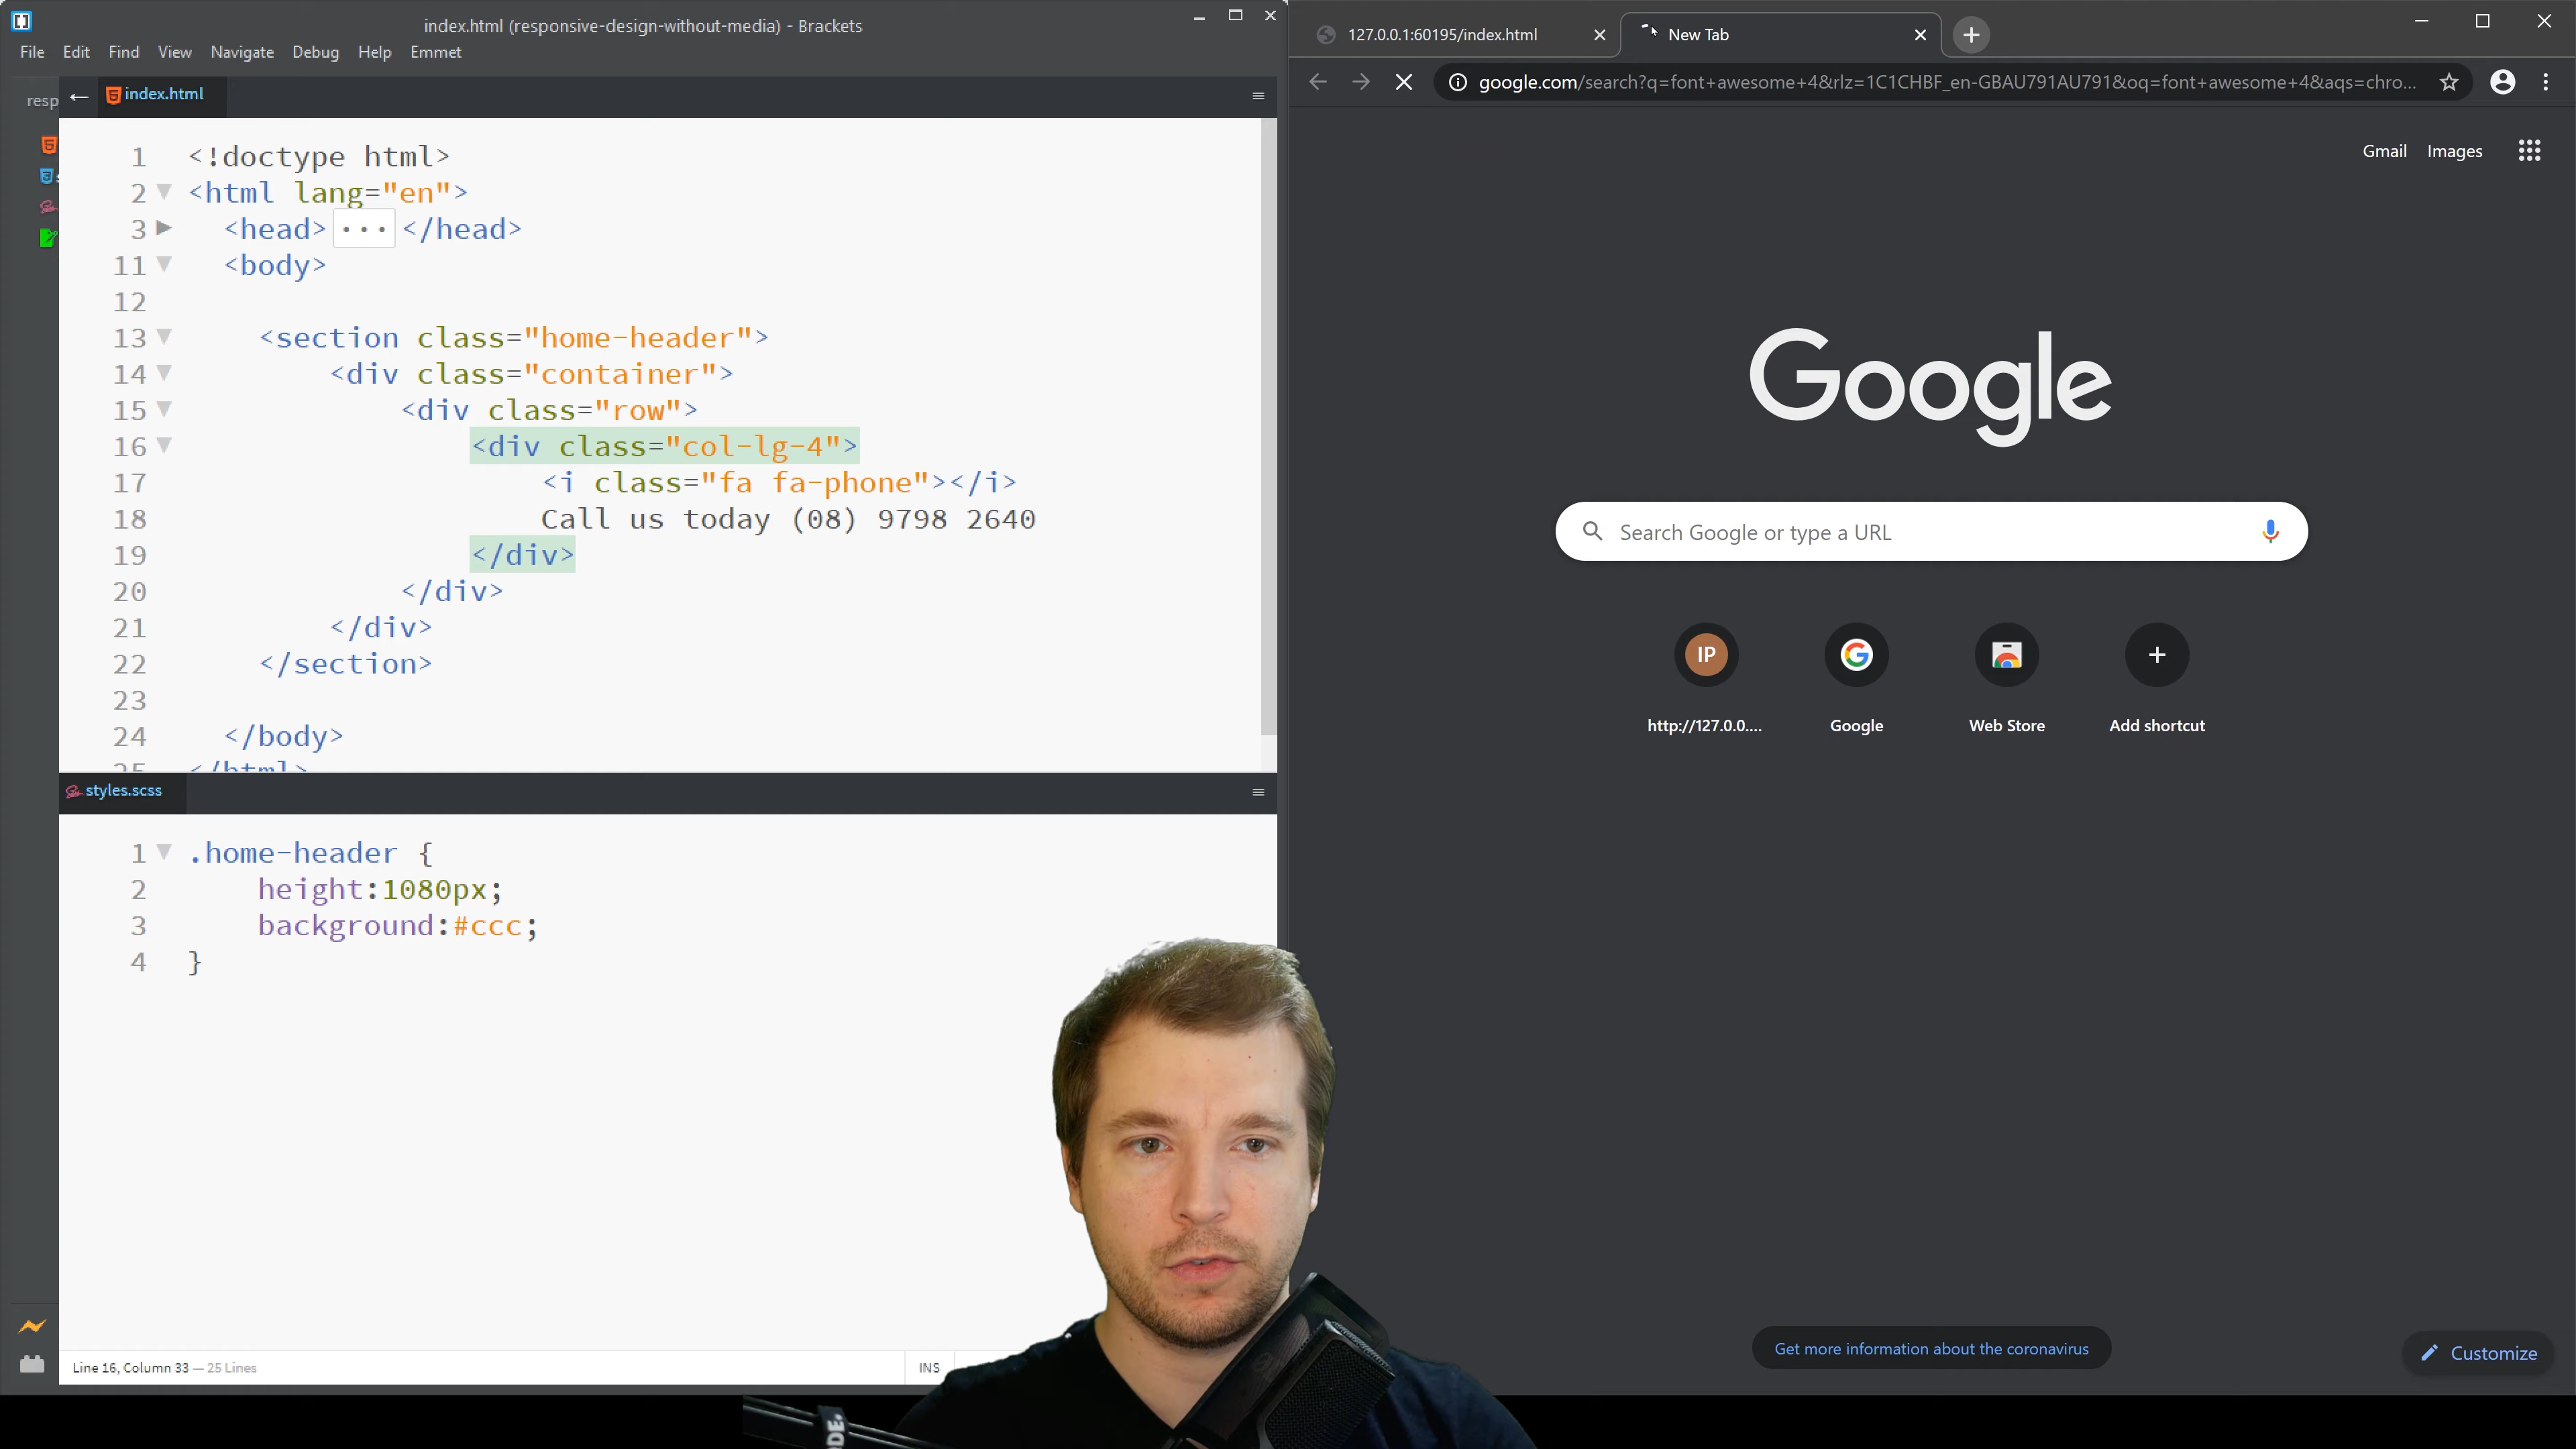 index.html (responsive-design-without-media) - Brackets
File Edit Find View Navigate Debug Help Emmet
resp
index.html
1 <!doctype html>
2 <html lang="en">
3 <head>...</head>
11 <body>
12
13 <section class="home-header">
14 <div class="container">
15 <div class="row">
16 <div class="col-lg-4">
17 <i class="fa fa-phone"></i>
18 Call us today (08) 9798 2640
19 </div>
20 </div>
21 </div>
22 </section>
23
24 </body>
25 </html>
styles.scss
1 .home-header {
2 height:1080px;
3 background:#ccc;
4 }
Line 16, Column 33 — 25 Lines
INS
127.0.0.1:60195/index.html
New Tab
google.com/search?q=font+awesome+4&rlz=1C1CHBF_en-GBAU791AU791&oq=font+awesome+4&aqs=chro...
Gmail Images
Google
Search Google or type a URL
IP
http://127.0.0....
Google
Web Store
Add shortcut
Get more information about the coronavirus
Customize